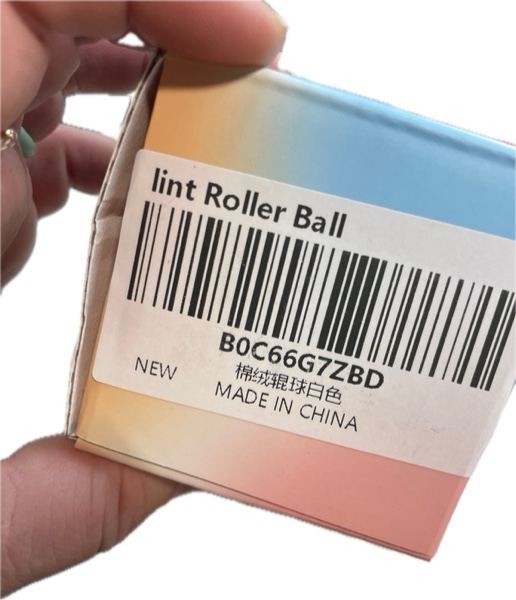 lint Roller Ball
B0C66G7ZBD
NEW
棉绒辊球白色
MADE IN CHINA